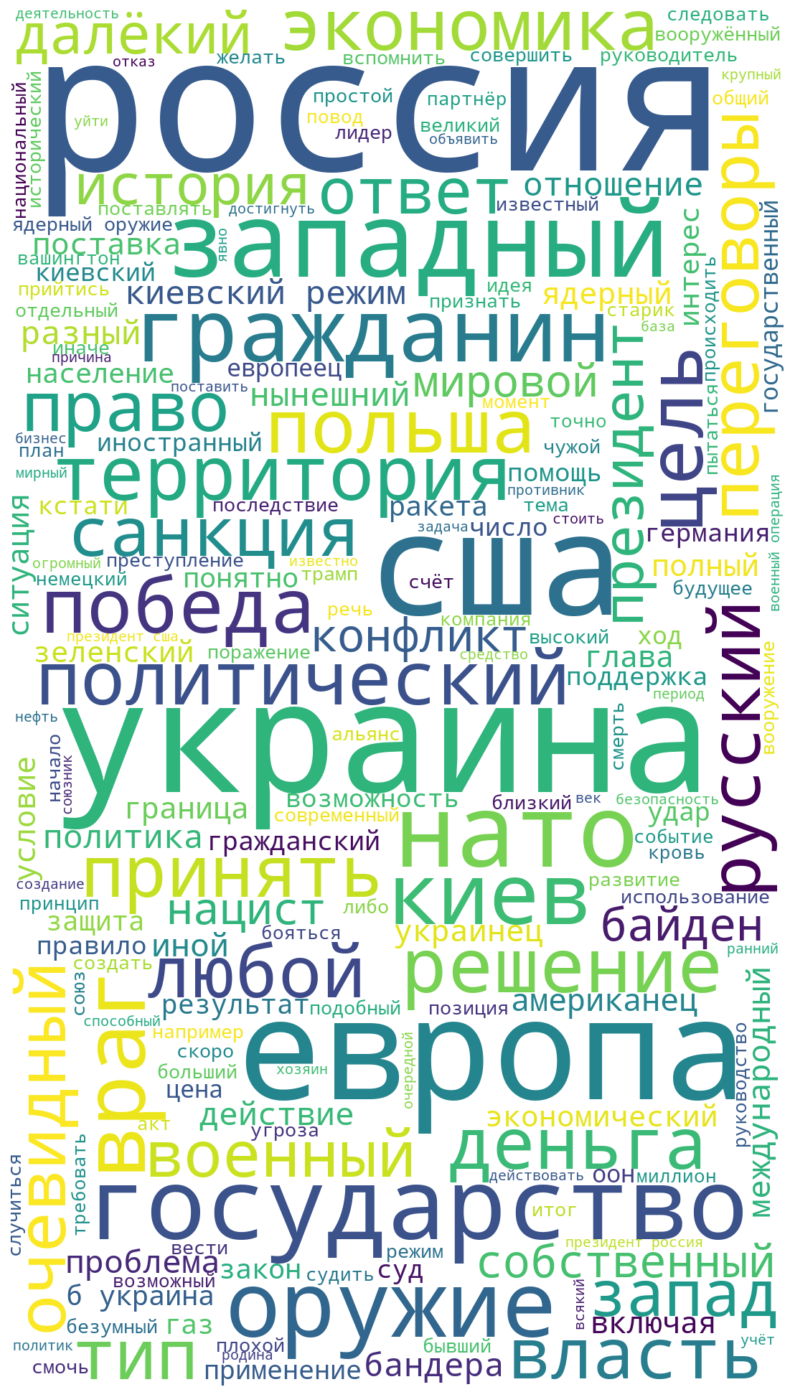 деятельность
далёкий
экономика
следовать
вооружённый
отказ
желать
вспомнить
совершить
руководитель
россия
крупный
национальный
исторический
уйти
простой
партнёр
общий
повод
лидер
великий
объявить
история
ответ
отношение
переговоры
поставлять
достигнуть
известный
ядерный оружие
явно
западный
интерес
государственный
поставка
вашингтон
киевский
прийтись
киевский режим
идея
признать
ядерный
происходить
отдельный
старик
разный
гражданин
база
иначе
причина
население
европеец
президент
цель
поставить
нынешний
мировой
пытаться
право
польша
момент
точно
бизнес
план
иностранный
чужой
мирный
территория
помощь
противник
военный операция
кстати
последствие
ракета
тема
ситуация
санкция
задача
число
стоить
германия
огромный
преступление
известно
сша
полный
немецкий
понятно
трамп
счёт
будущее
победа
речь
компания
русский
президент сша
конфликт
высокий
ход
зеленский
поражение
средство
глава
вооружение
политический
поддержка
период
нефть
украина
смерть
начало
союзник
альянс
условие
граница
возможность
близкий
век
безопасность
современный
удар
политика
гражданский
нато
событие
кровь
принять
создание
киев
развитие
принцип
нацист
либо
использование
защита
бояться
украинец
байден
правило
иной
ранний
создать
любой
решение
очевидный
союз
враг
результат
подобный
позиция
американец
международный
способный
например
европа
очередной
руководство
скоро
больший
хозяин
цена
акт
действие
экономический
угроза
военный
деньга
требовать
случиться
действовать
оон
миллион
государство
итог
вести
режим
президент россия
проблема
закон
судить
суд
собственный
возможный
всякий
б украина
оружие
запад
безумный
газ
включая
политик
тип
плохой
бывший
власть
учёт
родина
смочь
применение
бандера